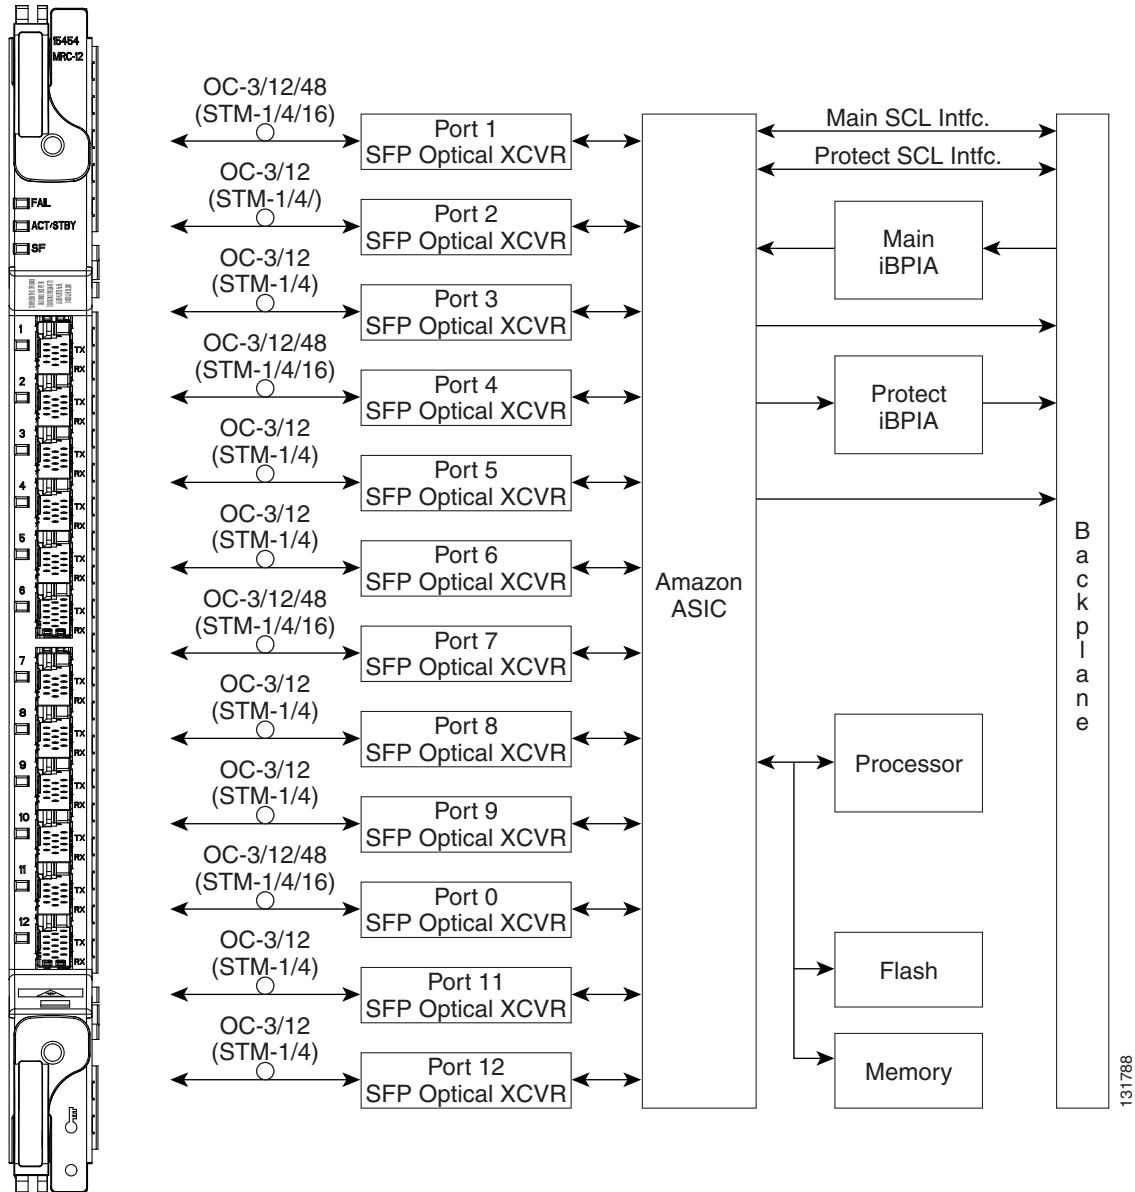 15454
MRC-12
FAIL
ACT/STBY
SF
1
TX
RX
2
TX
RX
3
TX
RX
4
TX
RX
5
TX
RX
6
TX
RX
7
TX
RX
8
TX
RX
9
TX
RX
10
TX
RX
11
TX
RX
12
TX
RX
OC-3/12/48
(STM-1/4/16)
Port 1
SFP Optical XCVR
OC-3/12
(STM-1/4/)
Port 2
SFP Optical XCVR
OC-3/12
(STM-1/4)
Port 3
SFP Optical XCVR
OC-3/12/48
(STM-1/4/16)
Port 4
SFP Optical XCVR
OC-3/12
(STM-1/4)
Port 5
SFP Optical XCVR
OC-3/12
(STM-1/4)
Port 6
SFP Optical XCVR
OC-3/12/48
(STM-1/4/16)
Port 7
SFP Optical XCVR
OC-3/12
(STM-1/4)
Port 8
SFP Optical XCVR
OC-3/12
(STM-1/4)
Port 9
SFP Optical XCVR
OC-3/12/48
(STM-1/4/16)
Port 0
SFP Optical XCVR
OC-3/12
(STM-1/4)
Port 11
SFP Optical XCVR
OC-3/12
(STM-1/4)
Port 12
SFP Optical XCVR
Amazon
ASIC
Main SCL Intfc.
Protect SCL Intfc.
Main
iBPIA
Protect
iBPIA
Processor
Flash
Memory
Backplane
131788